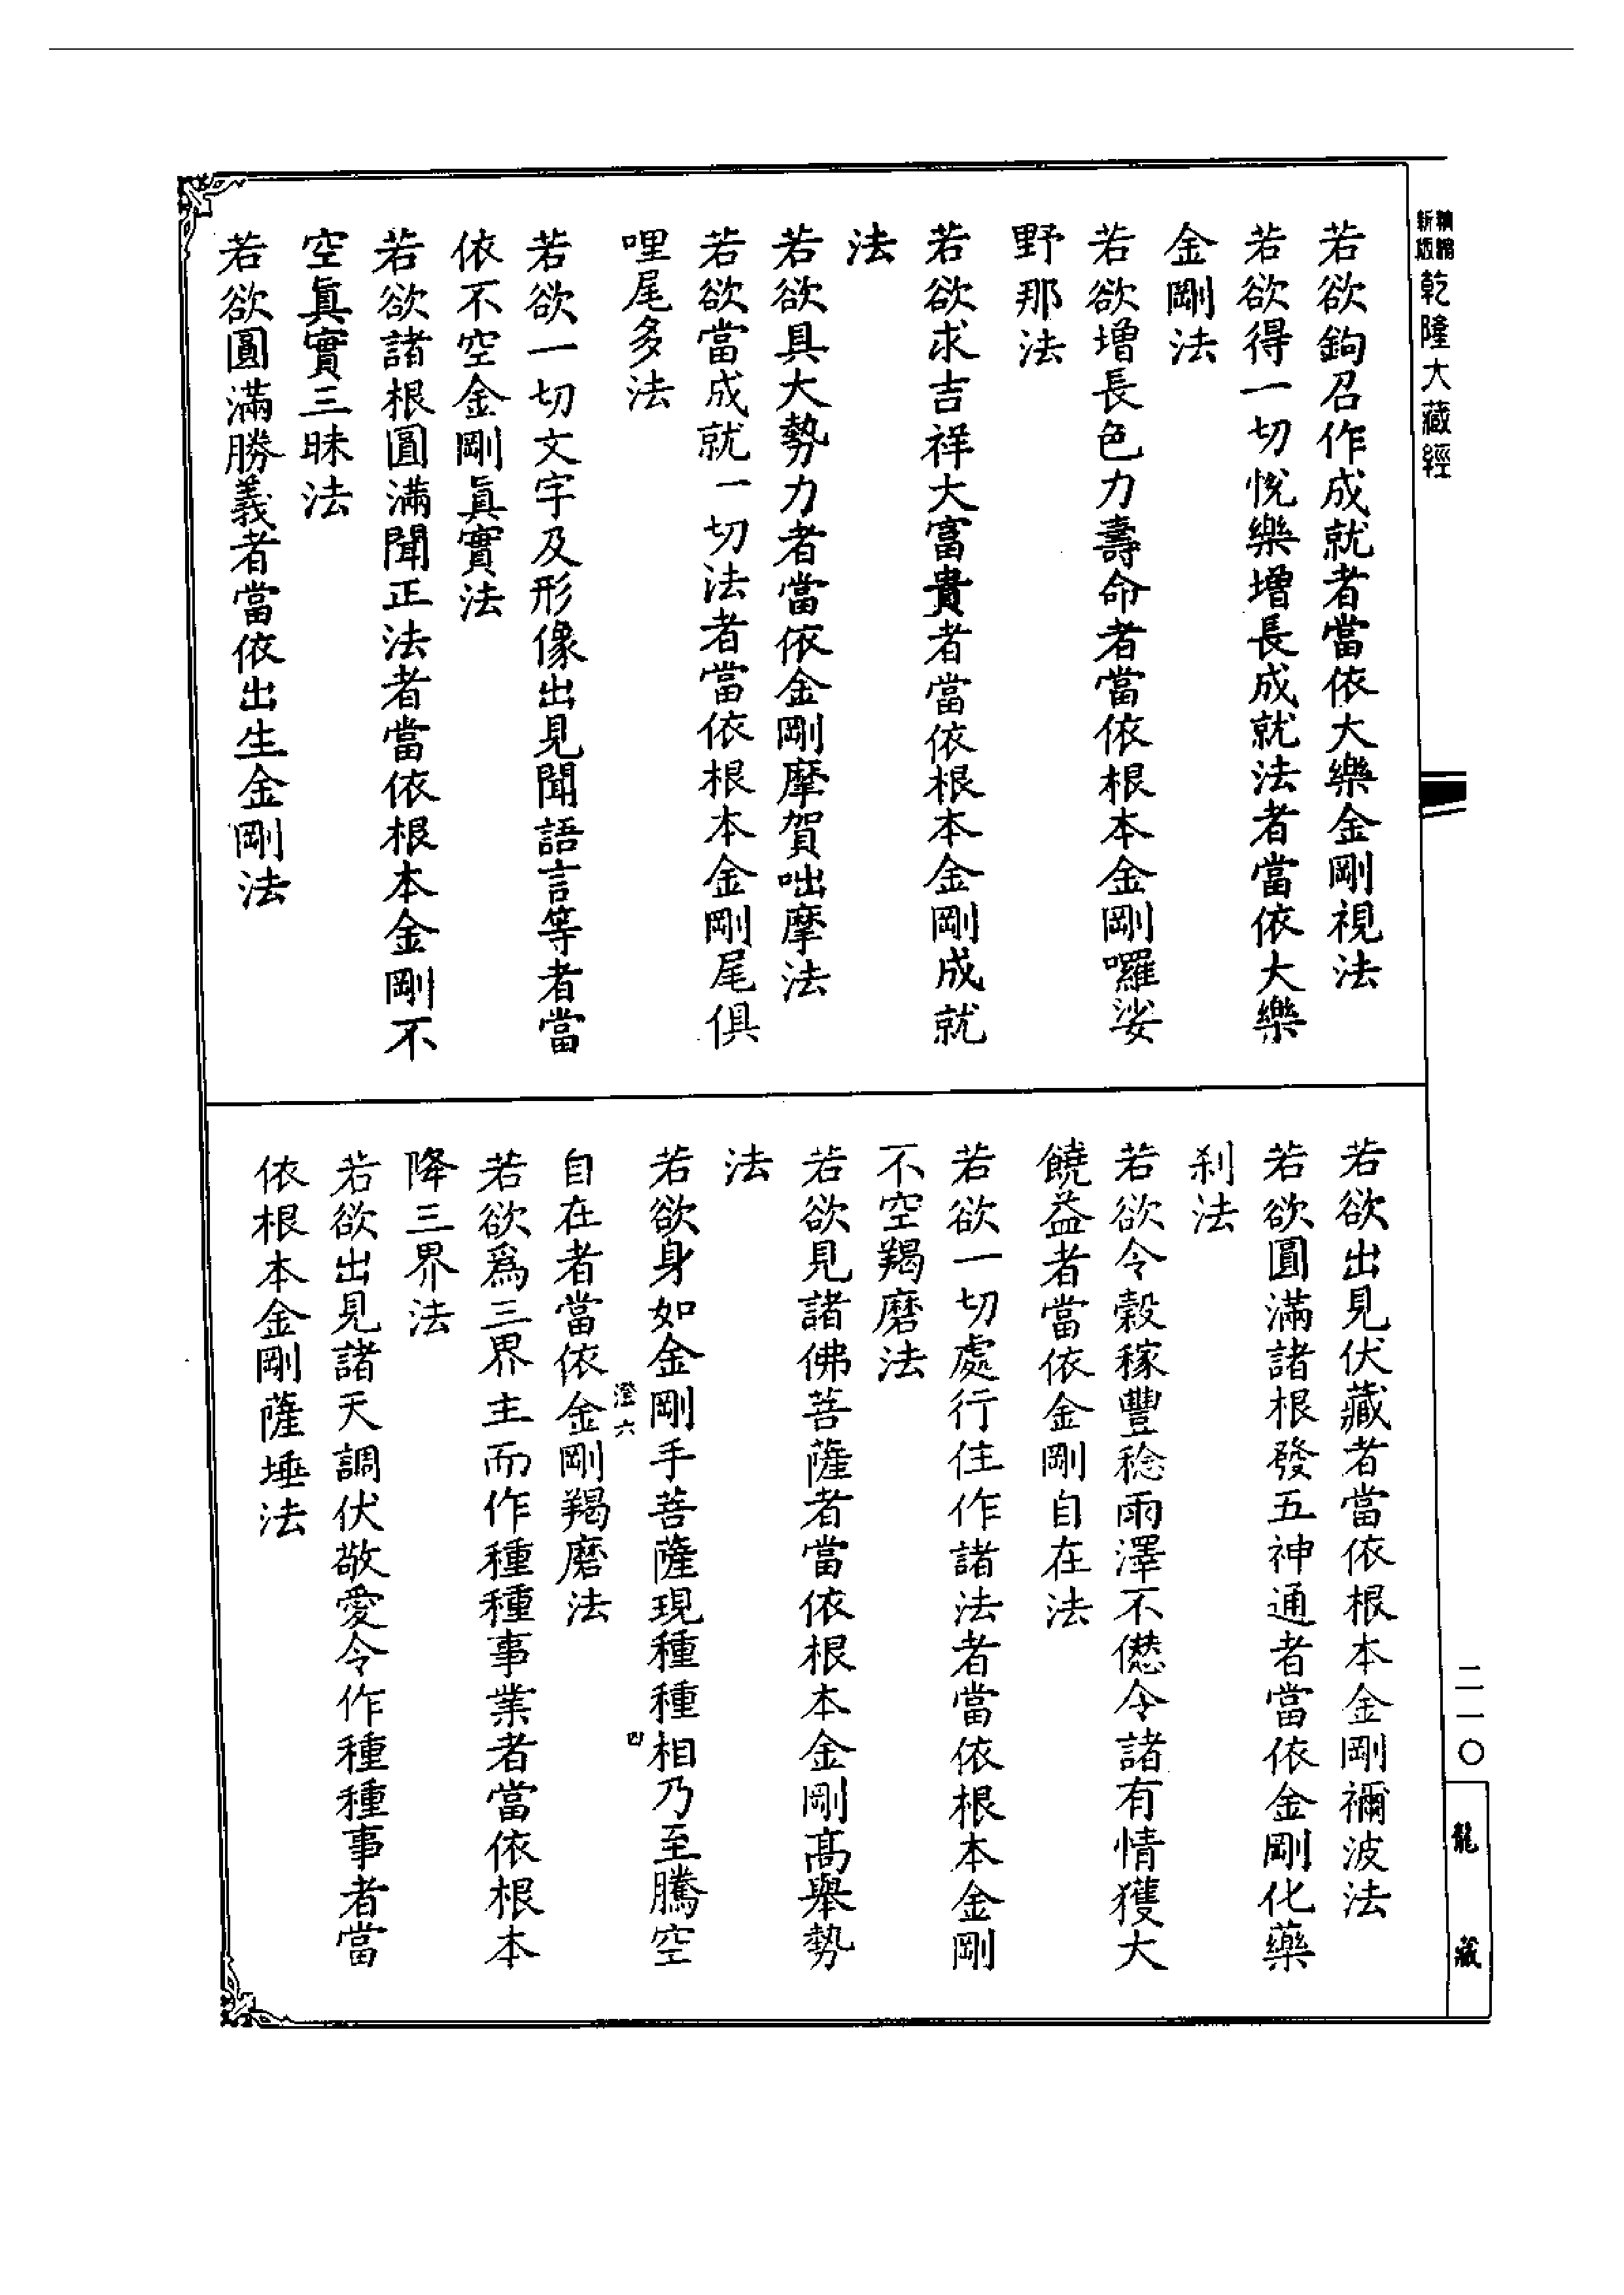 精縮新版乾隆大藏經
若欲鉤召作成就者當依大樂金剛視法
若欲得一切悅樂增長成就法者當依大樂
金剛法
若欲增長色力壽命者當依根本金剛囉娑
野那法
若欲求吉祥大富貴者當依根本金剛成就
法
若欲具大勢力者當依金剛摩賀咄摩法
若欲當成就一切法者當依根本金剛尾俱
哩尾多法
若欲一切文字及形像出見聞語言等者當
依不空金剛真實法
若欲諸根圓滿聞正法者當依根本金剛不
空真實三昧法
若欲圓滿勝義者當依出生金剛法
若欲出見伏藏者當依根本金剛禰波法
若欲圓滿諸根發五神通者當依金剛化藥
剎法
若欲令穀稼豐稔雨澤不僁令諸有情獲大
饒益者當依金剛自在法
若欲一切處行住作諸法者當依根本金剛
不空羯磨法
若欲見諸佛菩薩者當依根本金剛高舉勢
法
若欲身如金剛手菩薩現種種相乃至騰空
澄六
四
自在者當依金剛羯磨法
若欲為三界主而作種種事業者當依根本
降三界法
若欲出見諸天調伏敬愛令作種種事者當
依根本金剛薩埵法
二一〇
龍藏